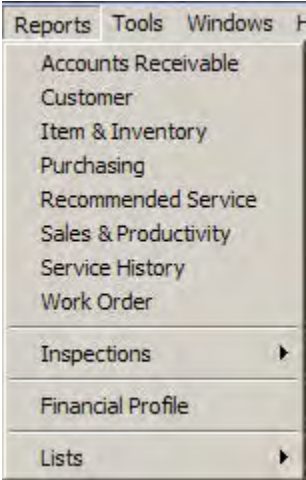 Reports Tools Windows H
Accounts Receivable
Customer
Item & Inventory
Purchasing
Recommended Service
Sales & Productivity
Service History
Work Order
Inspections
Financial Profile
Lists